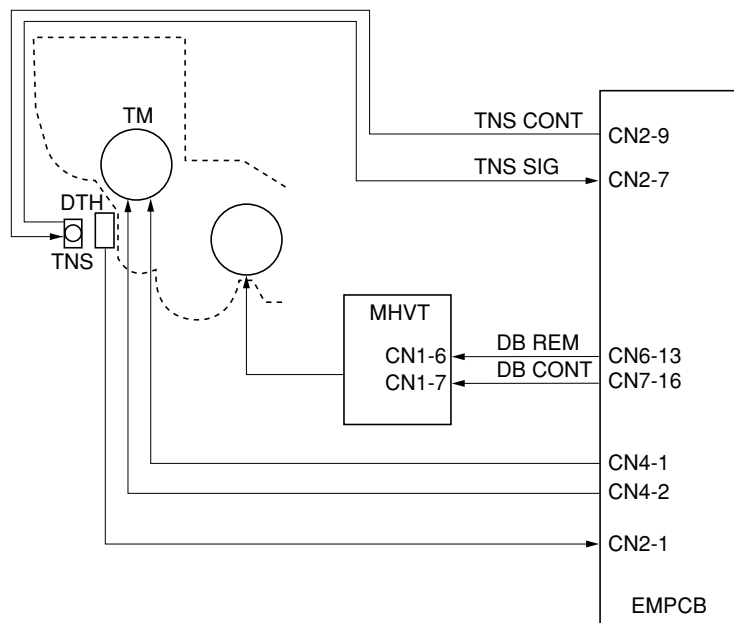 TM
TNS CONT
CN2-9
TNS SIG
CN2-7
DTH
TNS
MHVT
CN1-6
DB REM
CN6-13
CN1-7
DB CONT
CN7-16
CN4-1
CN4-2
CN2-1
EMPCB